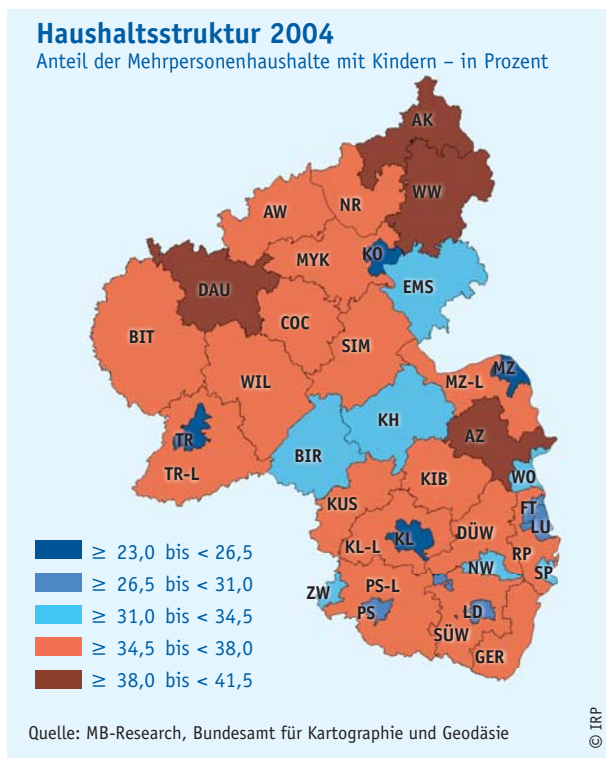 Haushaltsstruktur 2004
Anteil der Mehrpersonenhaushalte mit Kindern – in Prozent
AK
WW
NR
AW
KO
MYK
EMS
DAU
COC
BIT
SIM
WIL
MZ
MZ-L
KH
AZ
TR
BIR
TR-L
WO
KIB
KUS
FT
LU
KL
DÜW
KL-L
RP
NW
SP
ZW
PS-L
PS
LD
SÜW
GER
≥ 23,0 bis < 26,5
≥ 26,5 bis < 31,0
≥ 31,0 bis < 34,5
≥ 34,5 bis < 38,0
≥ 38,0 bis < 41,5
Quelle: MB-Research, Bundesamt für Kartographie und Geodäsie
© IRP